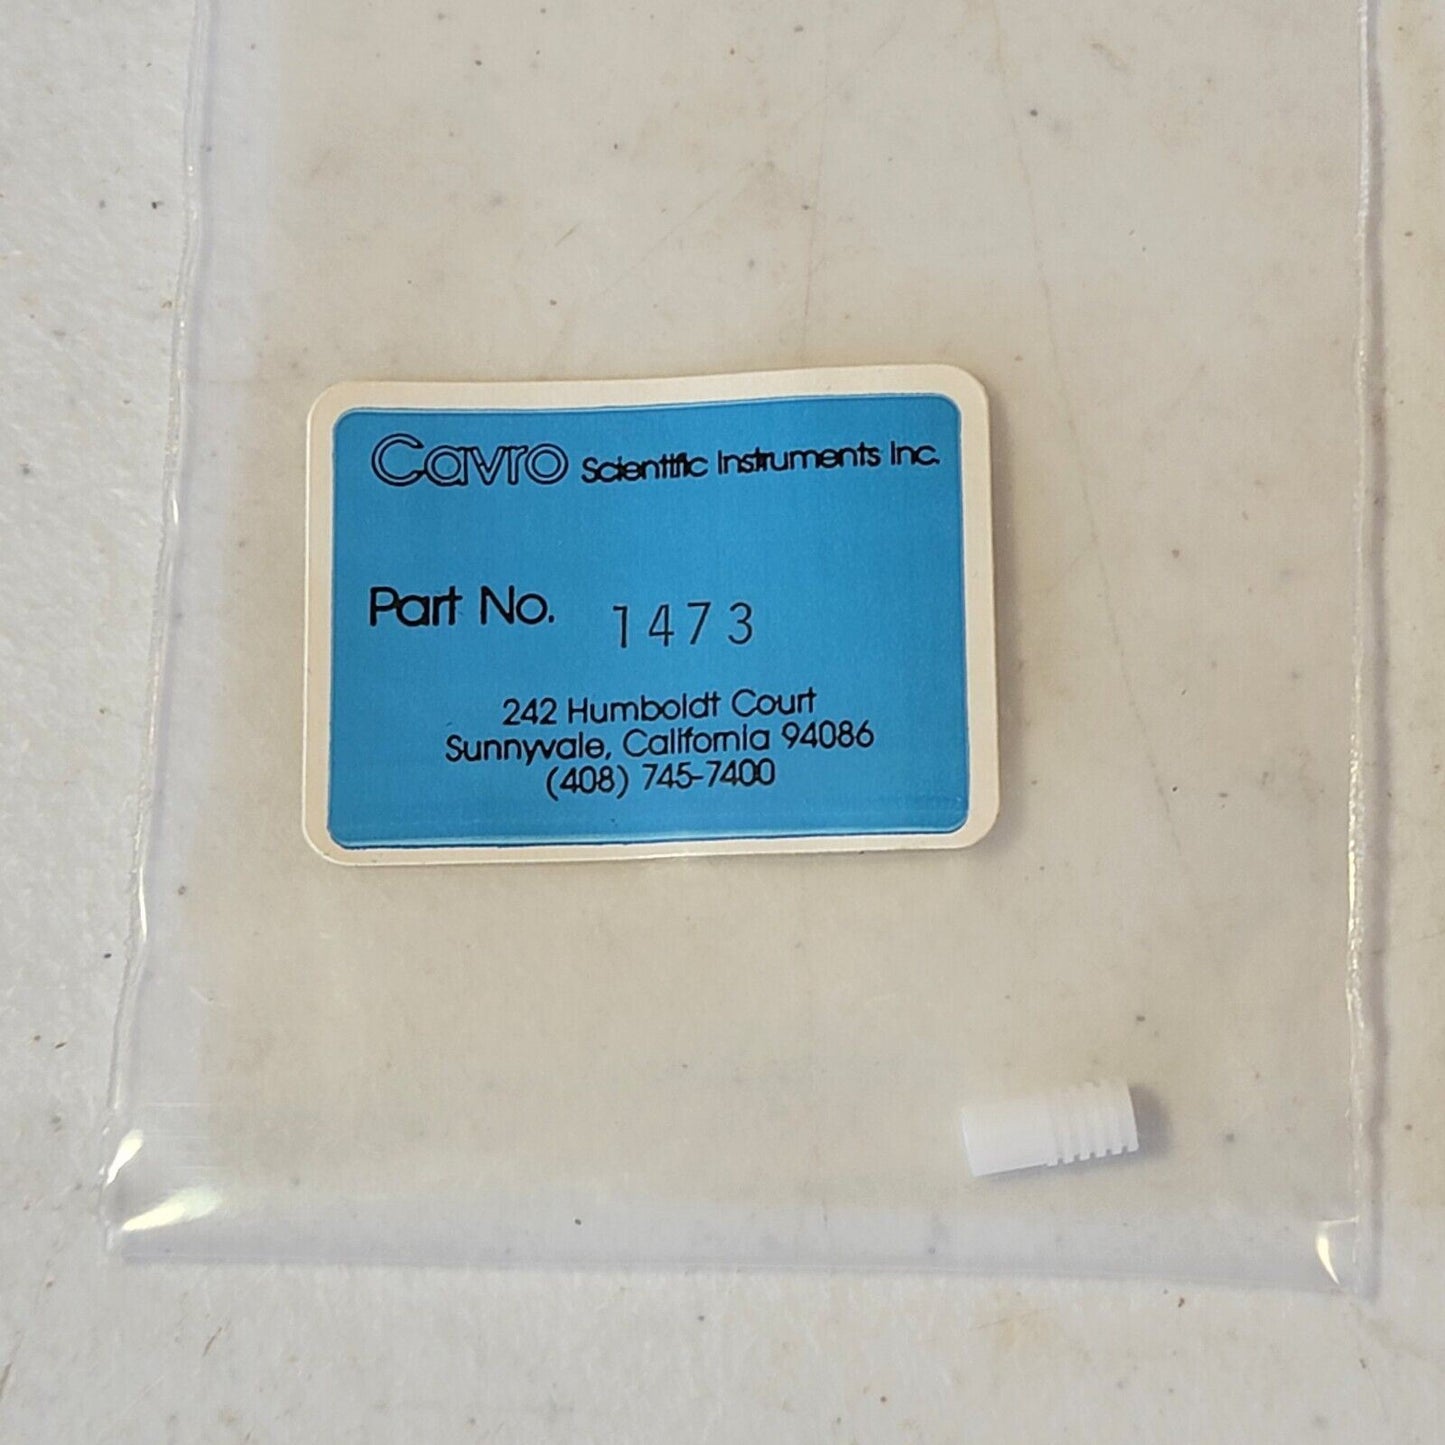 Cavro Scientific Instruments Inc.
Part No. 1473
242 Humboldt Court
Sunnyvale, California 94086
(408) 745-7400